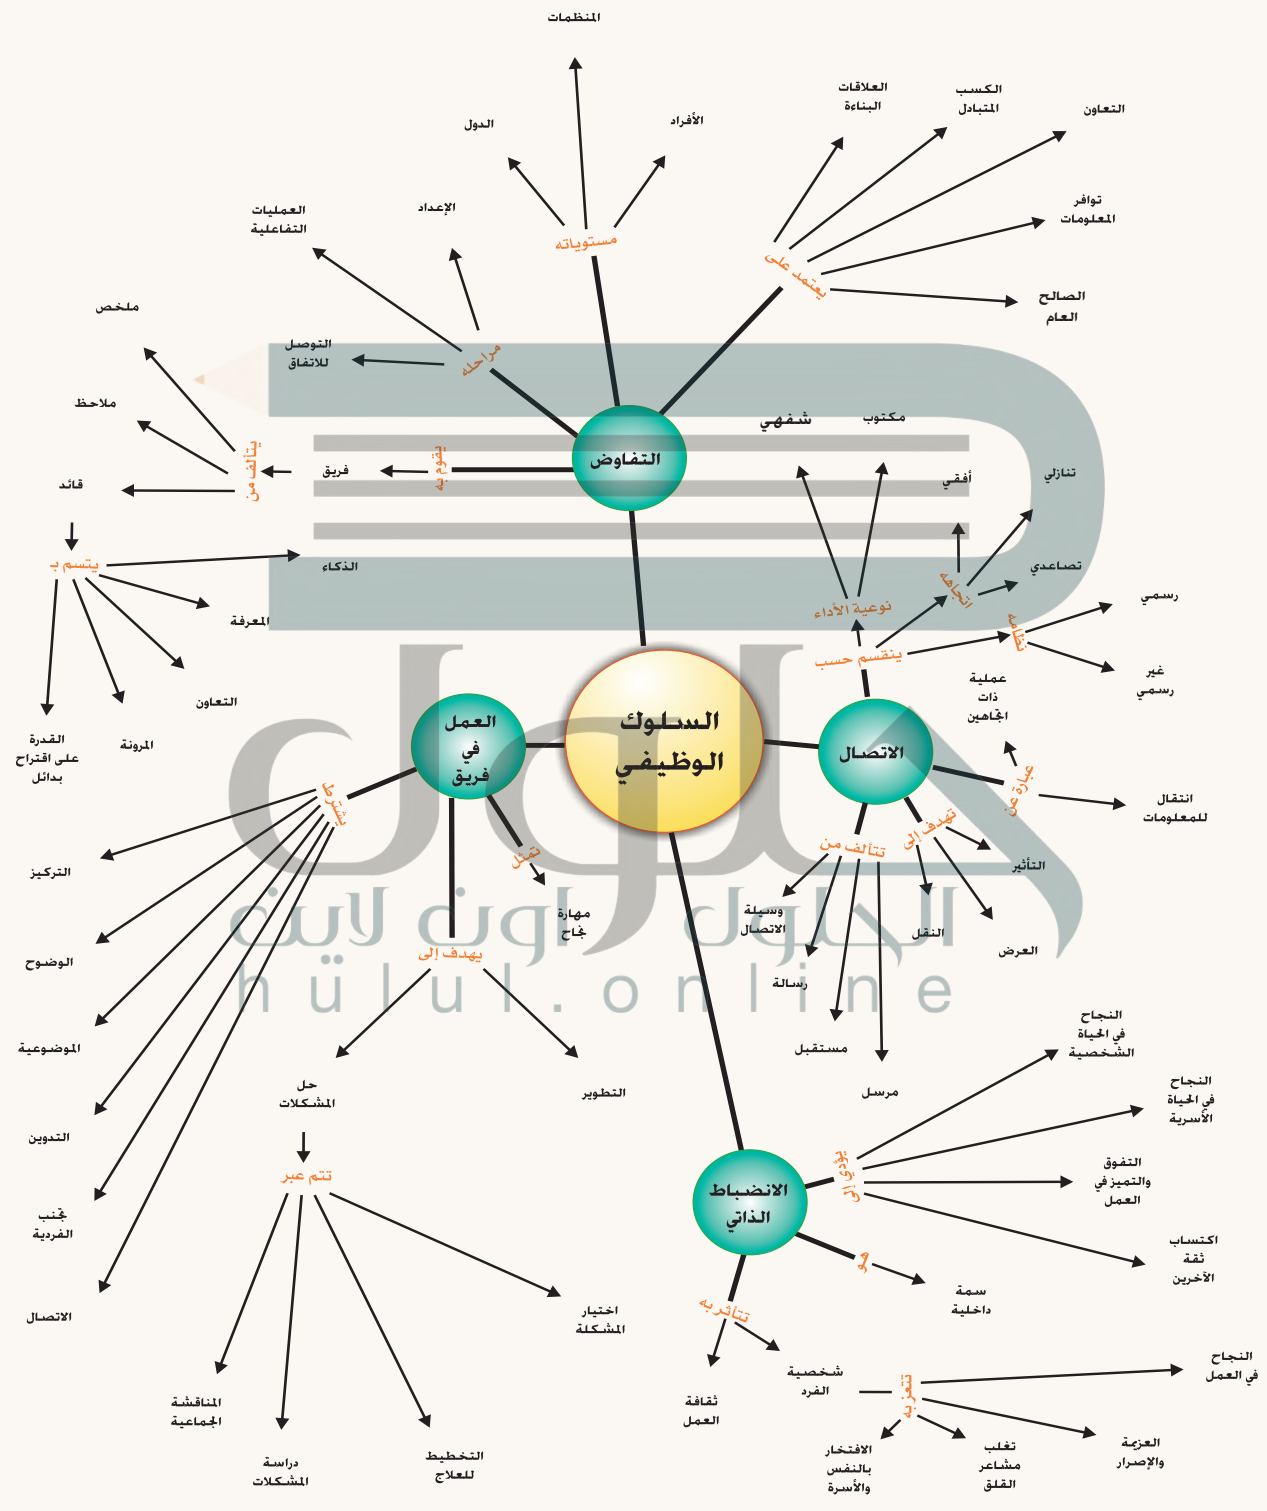 المنظمات
الأفراد
الدول
مستوياته
العلاقات
البناءة
الكسب
المتبادل
التعاون
توافر
المعلومات
الصالح
العام
يعتمد على
الإعداد
العمليات
التفاعلية
التوصل
للاتفاق
مراحله
التفاوض
يقوم به
فريق
يتألف من
ملخص
ملاحظ
قائد
يتسم بـ
الذكاء
المعرفة
التعاون
المرونة
القدرة
على اقتراح
بدائل
شفهي
مكتوب
نوعية الأداء
أفقي
تنازلي
تصاعدي
اتجاهه
رسمي
غير
رسمي
نظامه
ينقسم حسب
السلوك
الوظيفي
الاتصال
عملية
ذات
اتجاهين
عبارة عن
انتقال
للمعلومات
تهدف إلى
التأثير
العرض
النقل
تتألف من
وسيلة
الاتصال
رسالة
مستقبل
مرسل
العمل
في
فريق
تمثل
مهارة
نجاح
يهدف إلى
التطوير
حل
المشكلات
تتم عبر
اختيار
المشكلة
التخطيط
للعلاج
دراسة
المشكلات
المناقشة
الجماعية
يشترط
التركيز
الوضوح
الموضوعية
التدوين
تجنب
الفردية
الاتصال
الانضباط
الذاتي
يؤدي إلى
النجاح
في الحياة
الشخصية
النجاح
في الحياة
الأسرية
التفوق
والتميز في
العمل
اكتساب
ثقة
الآخرين
هو
سمة
داخلية
تتأثر به
ثقافة
العمل
شخصية
الفرد
تتعز به
النجاح
في العمل
العزيمة
والإصرار
تغلب
مشاعر
القلق
الافتخار
بالنفس
والأسرة
حلول
الحلول اون لاين
hülul.online